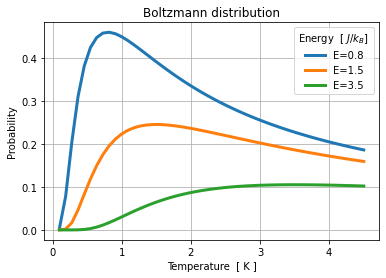 Boltzmann distribution
Energy [ J/k_B]
E=0.8
E=1.5
E=3.5
Probability
0.4
0.3
0.2
0.1
0.0
0 1 2 3 4
Temperature [ K ]